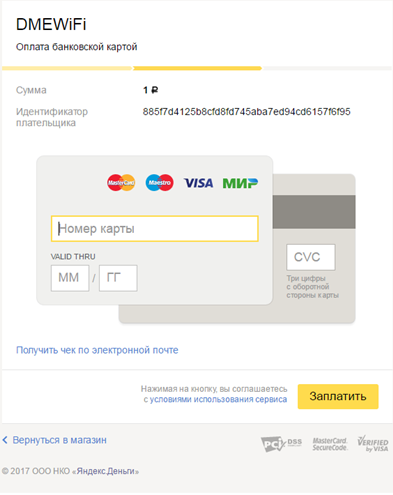 DMEWiFi
Оплата банковской картой
Сумма 1 ₽
Идентификатор 885f7d4125b8cfd8fd745aba7ed94cd6157f6f95
плательщика
MasterCard Maestro VISA МИР
Номер карты
VALID THRU
ММ / ГГ
CVC
Три цифры
с оборотной
стороны карты
Получить чек по электронной почте
Нажимая на кнопку, вы соглашаетесь
с условиями использования сервиса
Заплатить
Вернуться в магазин
PCI DSS
MasterCard.
SecureCode.
VERIFIED
by VISA
© 2017 ООО НКО «Яндекс.Деньги»